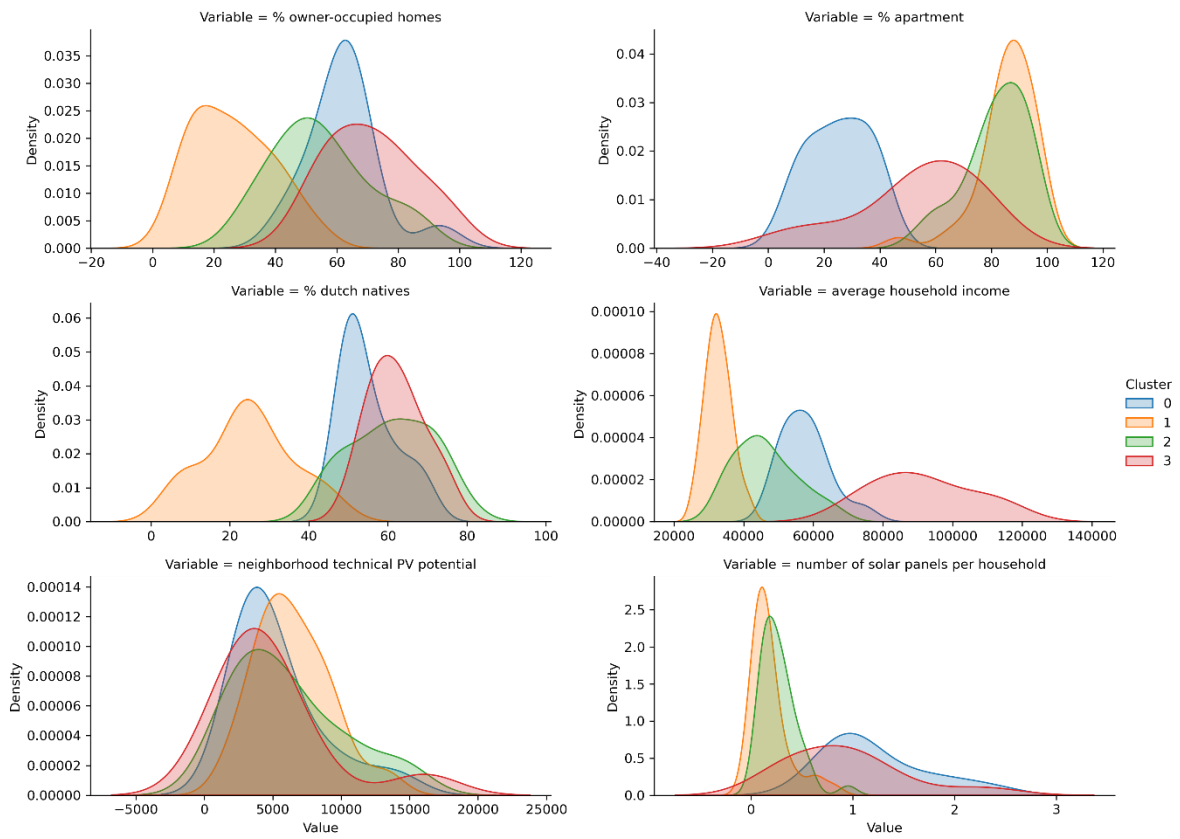 Variable = % owner-occupied homes
Density
0.035
0.030
0.025
0.020
0.015
0.010
0.005
0.000
−20 0 20 40 60 80 100 120
Variable = % apartment
Density
0.04
0.03
0.02
0.01
0.00
−40 −20 0 20 40 60 80 100 120
Variable = % dutch natives
Density
0.06
0.05
0.04
0.03
0.02
0.01
0.00
0 20 40 60 80 100
Variable = average household income
Density
0.00010
0.00008
0.00006
0.00004
0.00002
0.00000
20000 40000 60000 80000 100000 120000 140000
Cluster
0
1
2
3
Variable = neighborhood technical PV potential
Density
0.00014
0.00012
0.00010
0.00008
0.00006
0.00004
0.00002
0.00000
−5000 0 5000 10000 15000 20000 25000
Value
Variable = number of solar panels per household
Density
2.5
2.0
1.5
1.0
0.5
0.0
0 1 2 3
Value